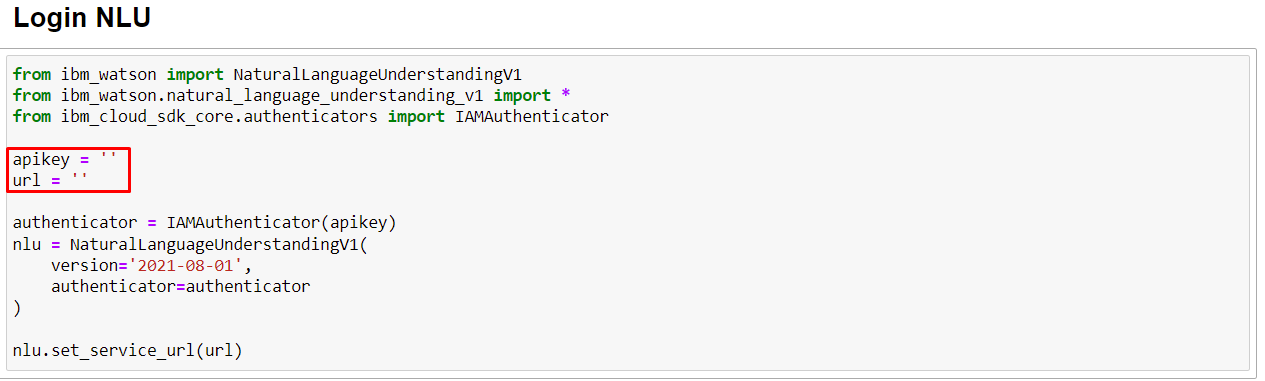 Login NLU
from ibm_watson import NaturalLanguageUnderstandingV1
from ibm_watson.natural_language_understanding_v1 import *
from ibm_cloud_sdk_core.authenticators import IAMAuthenticator
apikey = ''
url = ''
authenticator = IAMAuthenticator(apikey)
nlu = NaturalLanguageUnderstandingV1(
    version='2021-08-01',
    authenticator=authenticator
)
nlu.set_service_url(url)